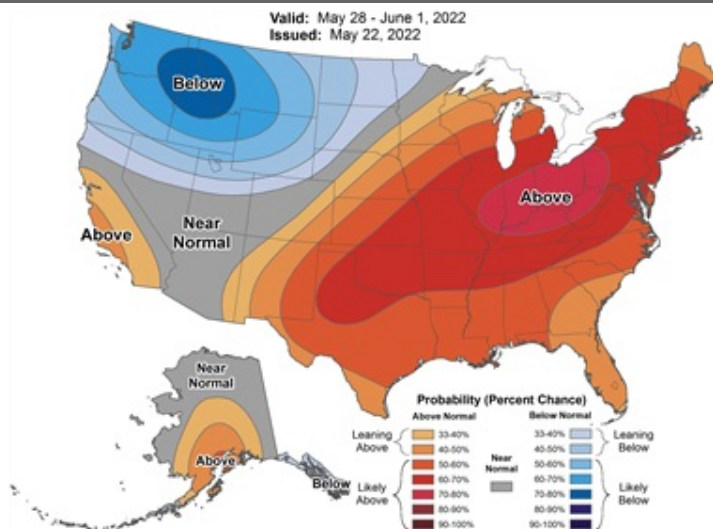 Valid: May 28 - June 1, 2022
Issued: May 22, 2022
Below
Near
Normal
Above
Above
Near
Normal
Above
Below
Probability (Percent Chance)
Above Normal
Below Normal
Leaning
Above
33-40%
40-50%
Likely
Above
50-60%
60-70%
70-80%
80-90%
90-100%
Near
Normal
33-40%
40-50%
Leaning
Below
50-60%
60-70%
70-80%
80-90%
90-100%
Likely
Below